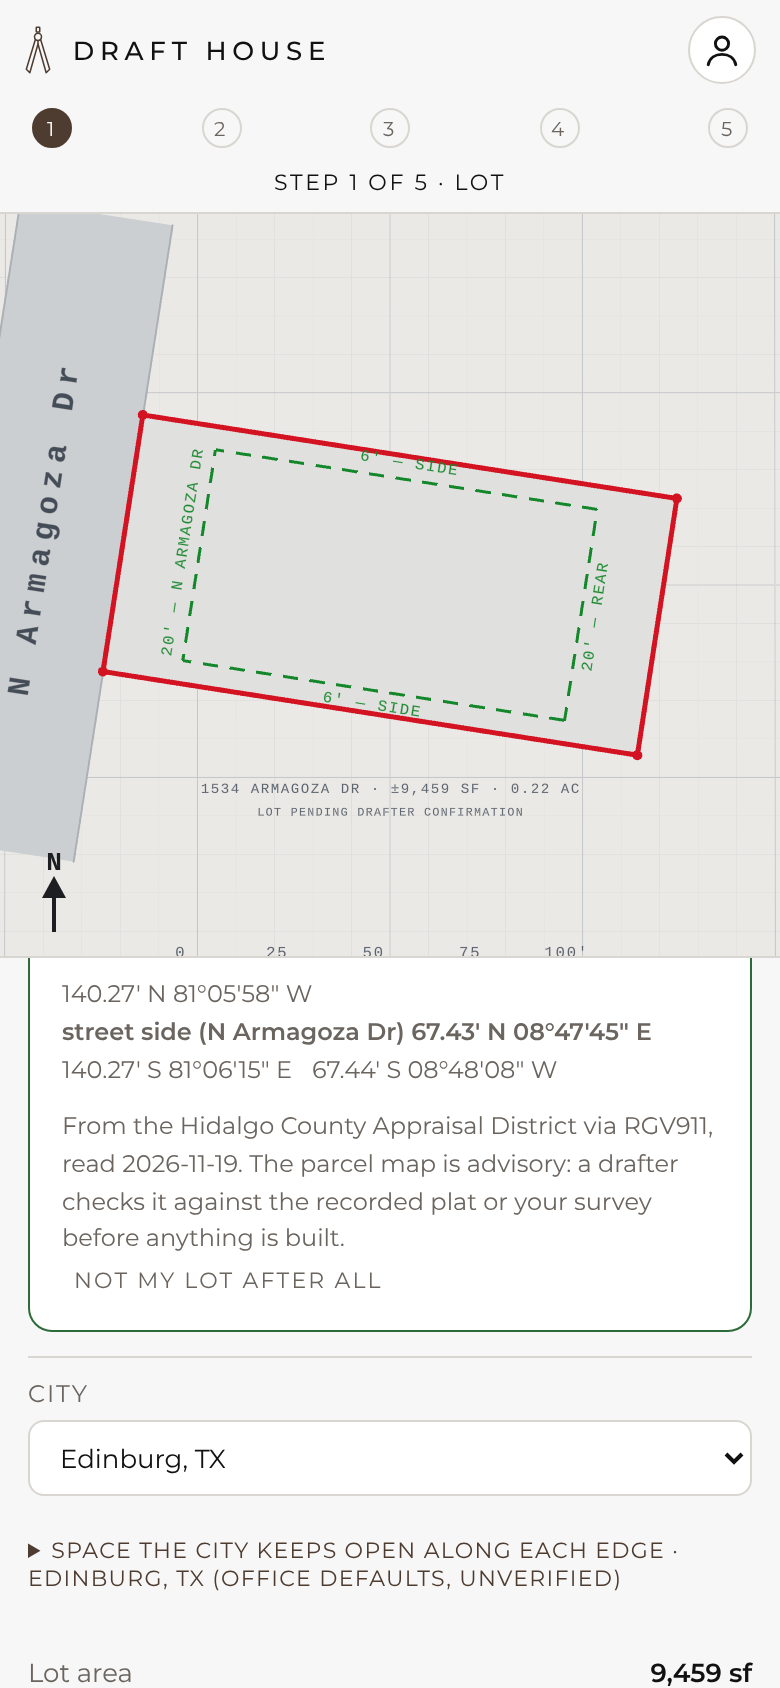 DRAFT HOUSE
1 2 3 4 5
STEP 1 OF 5 · LOT
N Armagoza Dr
6' — SIDE
20' — N ARMAGOZA DR
20' — REAR
6' — SIDE
1534 ARMAGOZA DR · ±9,459 SF · 0.22 AC
LOT PENDING DRAFTER CONFIRMATION
N
0 25 50 75 100'
140.27' N 81°05'58" W
street side (N Armagoza Dr) 67.43' N 08°47'45" E
140.27' S 81°06'15" E 67.44' S 08°48'08" W
From the Hidalgo County Appraisal District via RGV911,
read 2026-11-19. The parcel map is advisory: a drafter
checks it against the recorded plat or your survey
before anything is built.
NOT MY LOT AFTER ALL
CITY
Edinburg, TX
SPACE THE CITY KEEPS OPEN ALONG EACH EDGE ·
EDINBURG, TX (OFFICE DEFAULTS, UNVERIFIED)
Lot area 9,459 sf